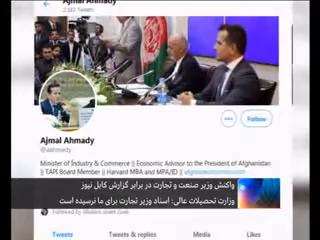 Ajmal Ahmady
2,182 Tweets
Follow
Ajmal Ahmady
@aahmady
Minister of Industry & Commerce || Economic Advisor to the President of Afghanistan
|| TAPI Board Member || Harvard MBA and MPA/ID ||
واکنش وزیر صنعت و تجارت در برابر گزارش کابل نیوز
وزارت تحصیلات عالی: اسناد وزیر تجارت برای ما نرسیده است
Tweets
Tweets & replies
Media
Likes